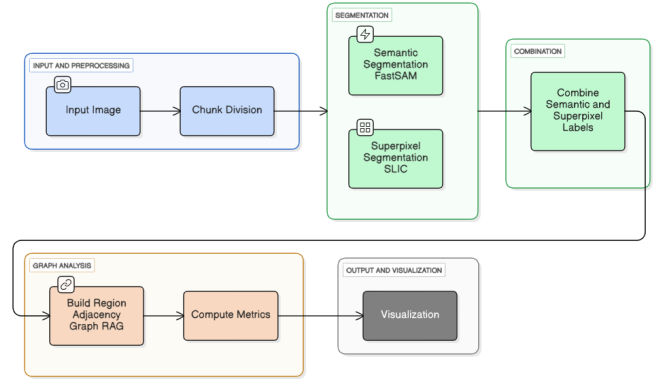 INPUT AND PREPROCESSING
Input Image
Chunk Division
SEGMENTATION
Semantic
Segmentation
FastSAM
Superpixel
Segmentation
SLIC
COMBINATION
Combine
Semantic and
Superpixel
Labels
GRAPH ANALYSIS
Build Region
Adjacency
Graph RAG
Compute Metrics
OUTPUT AND VISUALIZATION
Visualization